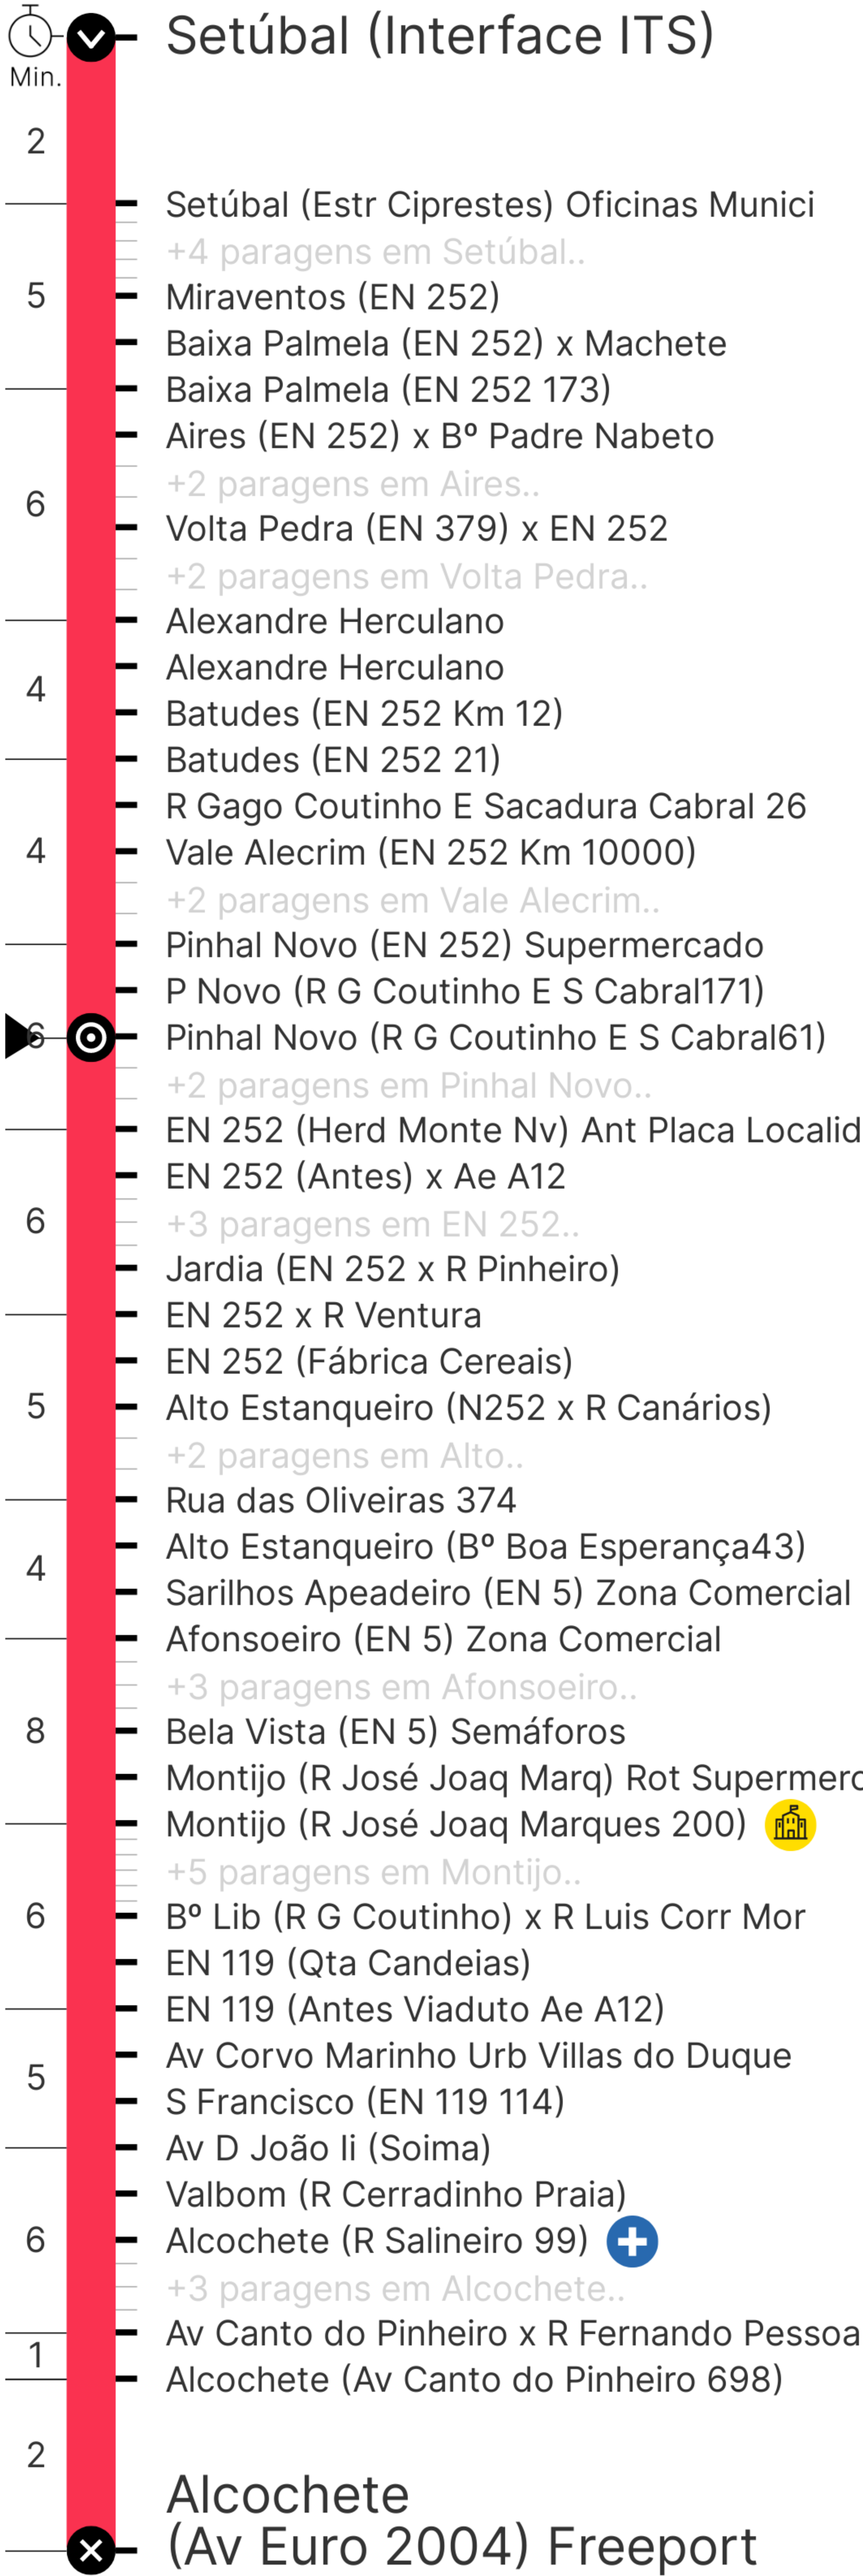 Setúbal (Interface ITS)
Min.
2
Setúbal (Estr Ciprestes) Oficinas Munici
+4 paragens em Setúbal..
5
Miraventos (EN 252)
Baixa Palmela (EN 252) x Machete
Baixa Palmela (EN 252 173)
Aires (EN 252) x Bº Padre Nabeto
+2 paragens em Aires..
6
Volta Pedra (EN 379) x EN 252
+2 paragens em Volta Pedra..
Alexandre Herculano
Alexandre Herculano
4
Batudes (EN 252 Km 12)
Batudes (EN 252 21)
R Gago Coutinho E Sacadura Cabral 26
4
Vale Alecrim (EN 252 Km 10000)
+2 paragens em Vale Alecrim..
Pinhal Novo (EN 252) Supermercado
P Novo (R G Coutinho E S Cabral171)
6
Pinhal Novo (R G Coutinho E S Cabral61)
+2 paragens em Pinhal Novo..
EN 252 (Herd Monte Nv) Ant Placa Localid
EN 252 (Antes) x Ae A12
6
+3 paragens em EN 252..
Jardia (EN 252 x R Pinheiro)
EN 252 x R Ventura
EN 252 (Fábrica Cereais)
5
Alto Estanqueiro (N252 x R Canários)
+2 paragens em Alto..
Rua das Oliveiras 374
Alto Estanqueiro (Bº Boa Esperança43)
4
Sarilhos Apeadeiro (EN 5) Zona Comercial
Afonsoeiro (EN 5) Zona Comercial
+3 paragens em Afonsoeiro..
8
Bela Vista (EN 5) Semáforos
Montijo (R José Joaq Marq) Rot Supermerc
Montijo (R José Joaq Marques 200)
+5 paragens em Montijo..
6
Bº Lib (R G Coutinho) x R Luis Corr Mor
EN 119 (Qta Candeias)
EN 119 (Antes Viaduto Ae A12)
Av Corvo Marinho Urb Villas do Duque
5
S Francisco (EN 119 114)
Av D João Ii (Soima)
Valbom (R Cerradinho Praia)
6
Alcochete (R Salineiro 99)
+3 paragens em Alcochete..
Av Canto do Pinheiro x R Fernando Pessoa
1
Alcochete (Av Canto do Pinheiro 698)
2
Alcochete
(Av Euro 2004) Freeport